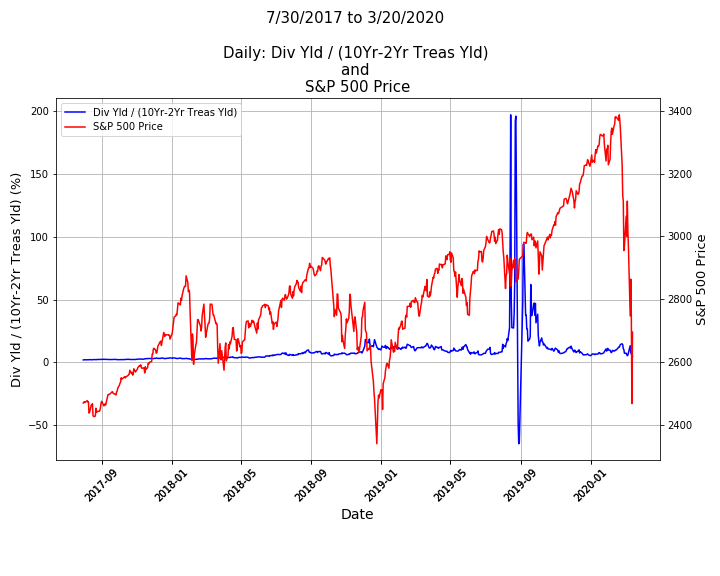 7/30/2017 to 3/20/2020
Daily: Div Yld / (10Yr-2Yr Treas Yld)
and
S&P 500 Price
Div Yld / (10Yr-2Yr Treas Yld)
S&P 500 Price
Div Yld / (10Yr-2Yr Treas Yld) (%)
200
150
100
50
0
−50
3400
3200
3000
2800
2600
2400
S&P 500 Price
2017-09
2018-01
2018-05
2018-09
2019-01
2019-05
2019-09
2020-01
Date